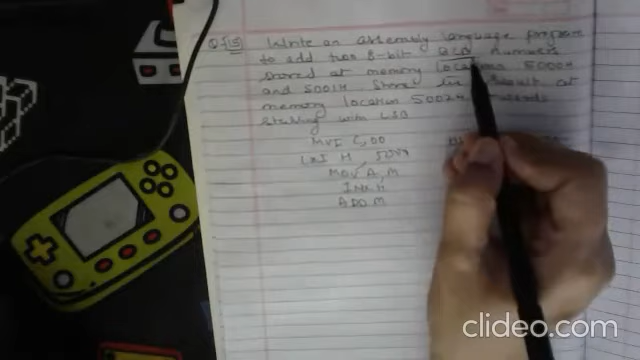 Q.15) Write an assembly language program
to add two 8-bit BCD numbers
stored at memory locations 5000H
and 5001H. Store the result at
memory location 5002H onwards
starting with LSD
MVI C, 00
LXI H, 5000H
MOV A, M
INX H
ADD M
clideo.com